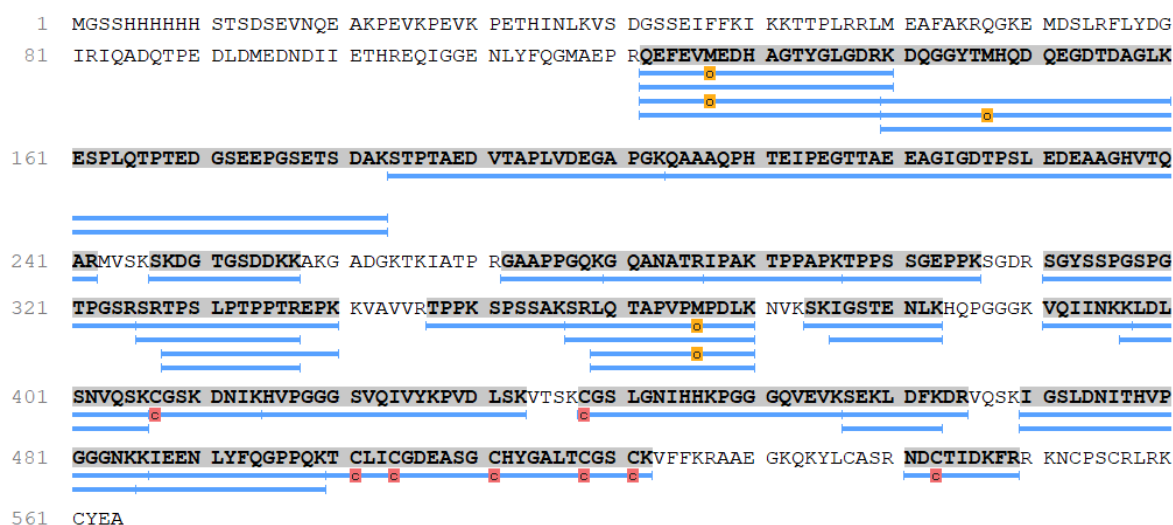 1 MGSSHHHHHH STSDSEVNQE AKPEVKPEVK PETHINLKVS DGSSEIFFKI KKTTPLRRLM EAFAKRQGKE MDSLRFLYDG
81 IRIQADQTPE DLDMEDNDII ETHREQIGGE NLYFQGMAEP RQEFEVMEDH AGTYGLGDRK DQGGYTMHQD QEGDTDAGLK
o
o
o
161 ESPLQTPTED GSEEPGSETS DAKSTPTAED VTAPLVDEGA PGKQAAAQPH TEIPEGTTAE EAGIGDTPSL EDEAAGHVTQ
241 ARMVSKSKDG TGSDDKKAKG ADGKTKIATP RGAAPPGQKG QANATRIPAK TPPAPKTPPS SGEPPKSGDR SGYSSPGSPG
321 TPGSRSRTPS LPTPPTREPK KVAVVRTPPK SPSSAKSRLQ TAPVPMPDLK NVKSKIGSTE NLKHQPGGGK VQIINKKLDL
o
o
401 SNVQSKCGSK DNIKHVPGGG SVQIVYKPVD LSKVTSKCGS LGNIHHKPGG GQVEVKSEKL DFKDRVQSKI GSLDNITHVP
c c
481 GGGNKKIEEN LYFQGPPQKT CLICGDEASG CHYGALTCGS CKVFFKRAAE GKQKYLCASR NDCTIDKFRR KNCPSCRLRK
c c c c c c
561 CYEA